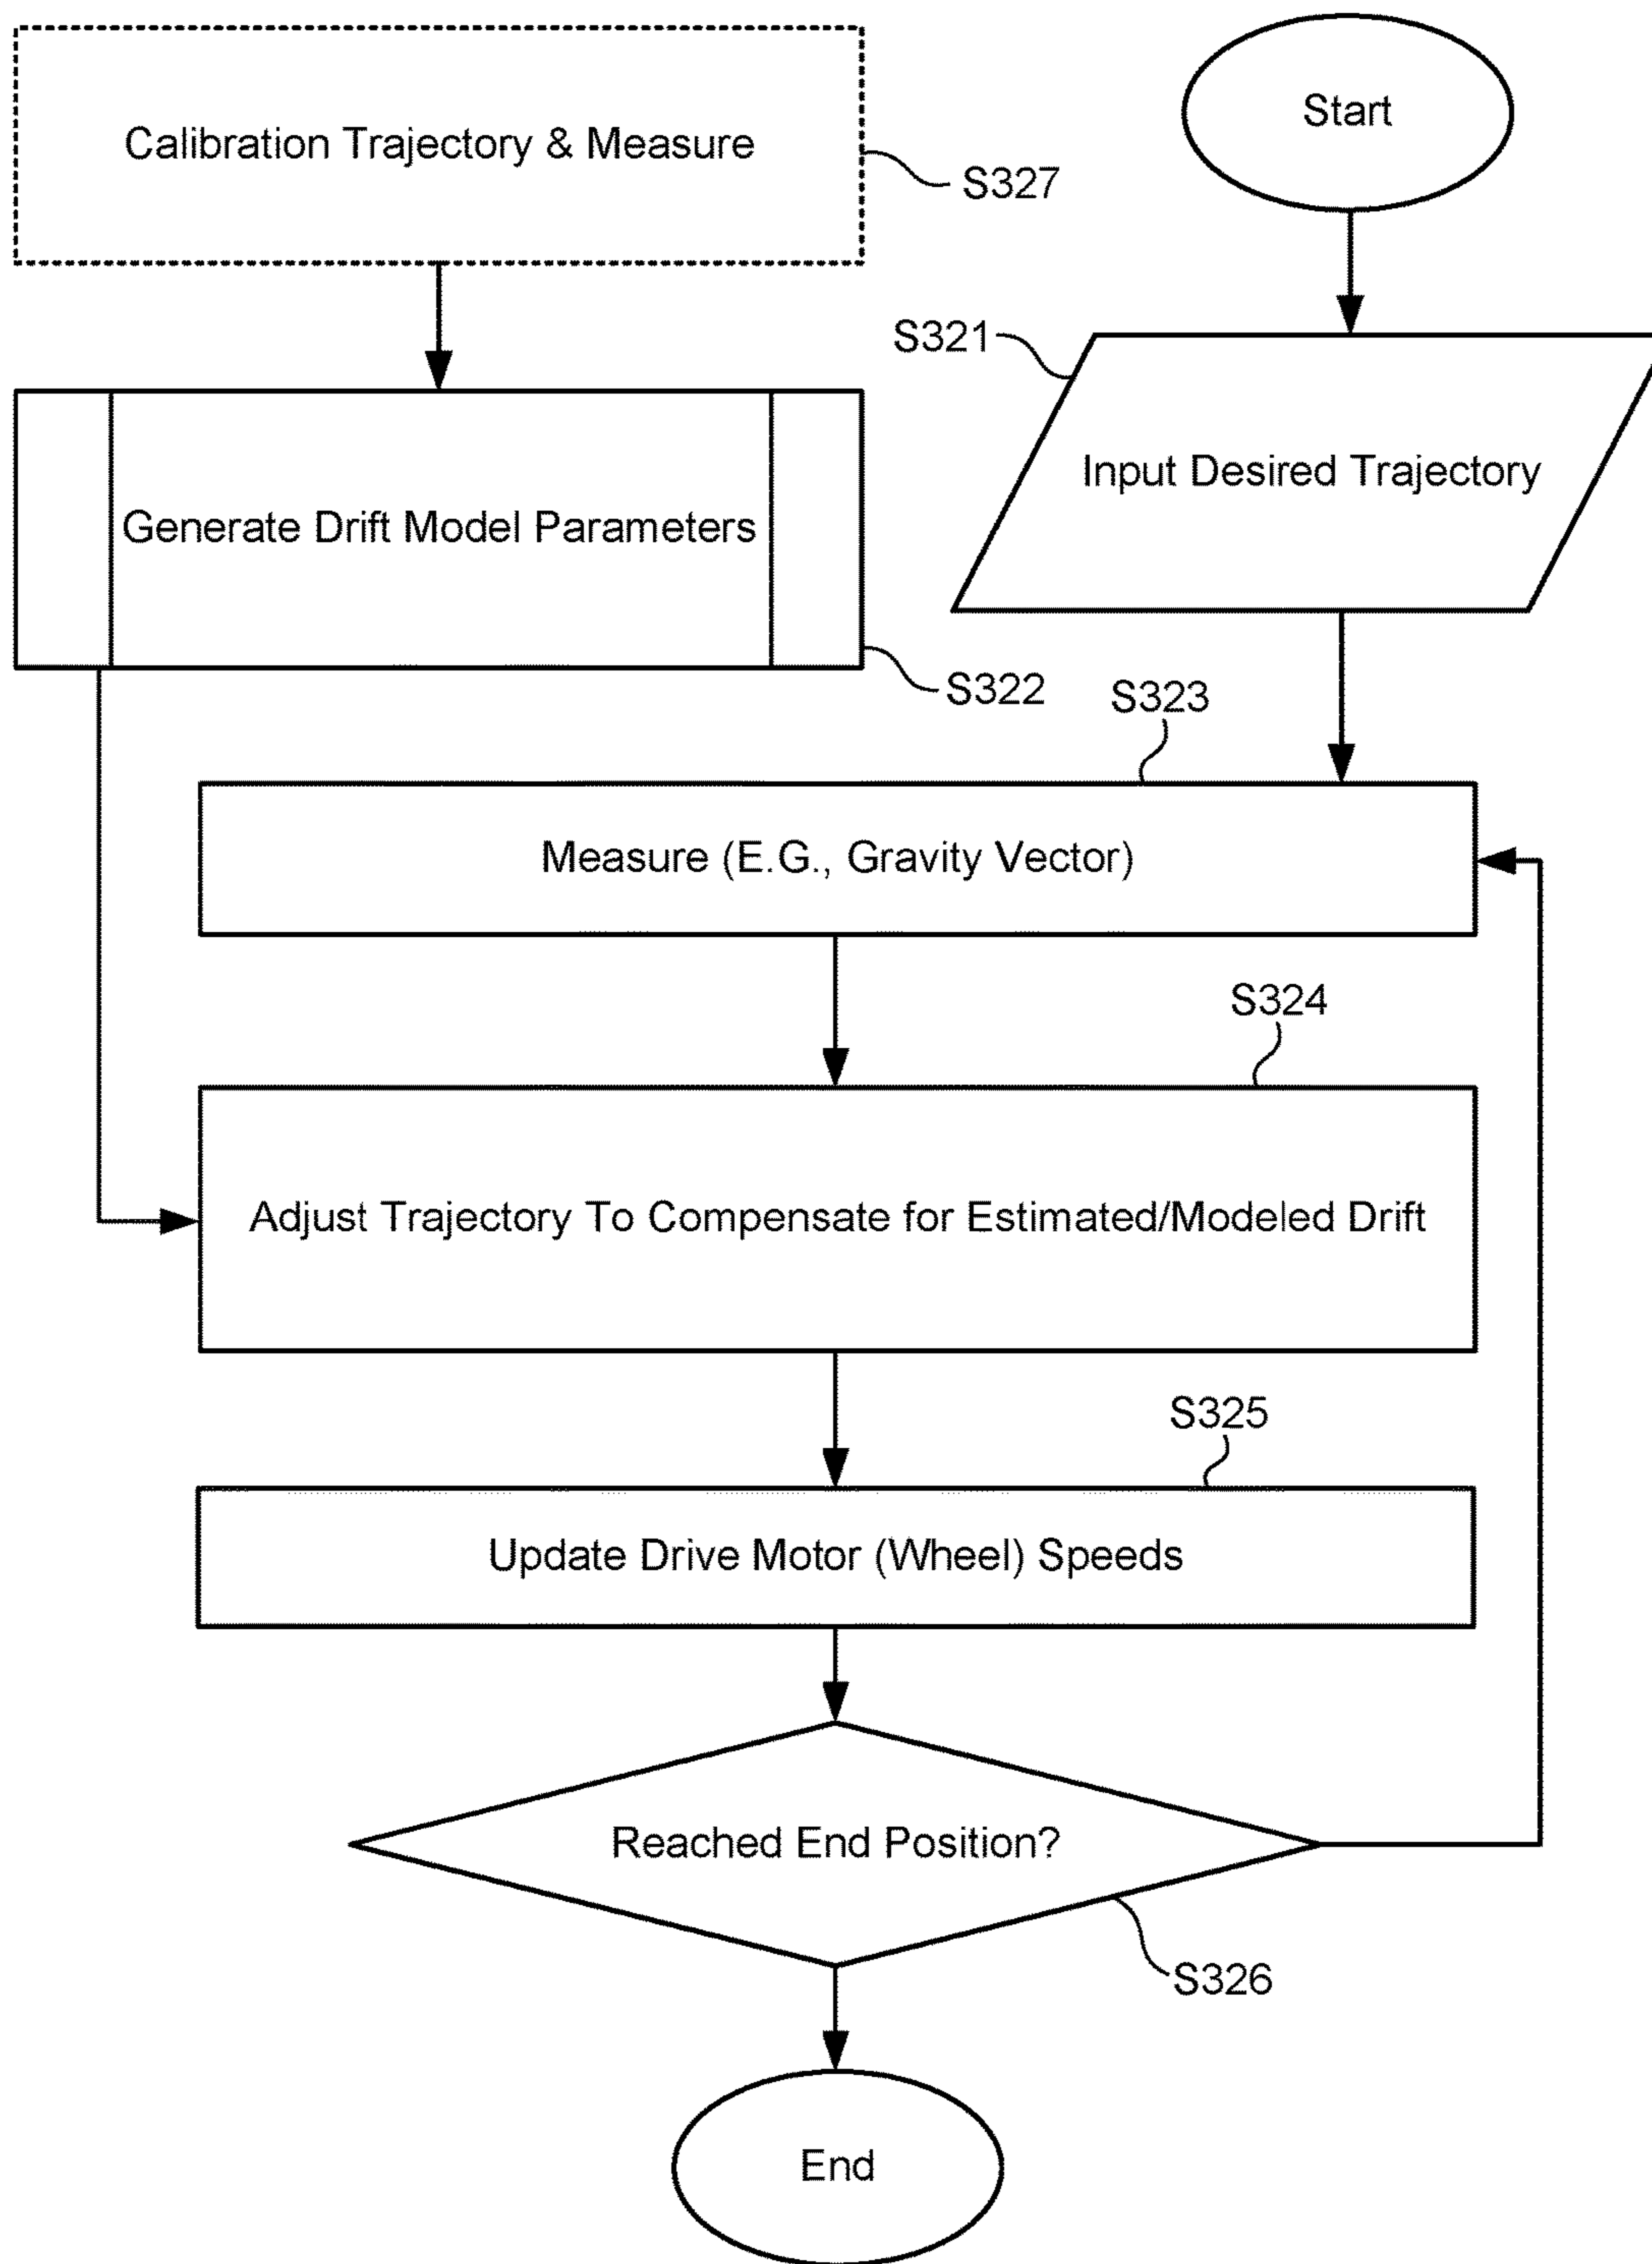 Calibration Trajectory & Measure
S327
Start
S321
Input Desired Trajectory
Generate Drift Model Parameters
S322
S323
Measure (E.G., Gravity Vector)
S324
Adjust Trajectory To Compensate for Estimated/Modeled Drift
S325
Update Drive Motor (Wheel) Speeds
Reached End Position?
S326
End